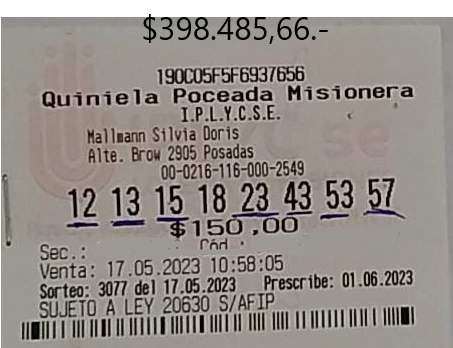 $398.485,66.-
190C05F5F6937656
Quiniela Poceada Misionera
I.P.L.Y.C.S.E.
Mallmann Silvia Doris
Alte. Brow 2905 Posadas
00-0216-116-000-2549
12 13 15 18 23 43 53 57
$150,00
Sec.: Cód.:
Venta: 17.05.2023 10:58:05
Sorteo: 3077 del 17.05.2023 Prescribe: 01.06.2023
SUJETO A LEY 20630 S/AFIP